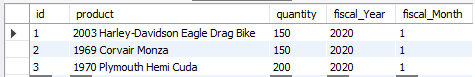 id product quantity fiscal_Year fiscal_Month
1 2003 Harley-Davidson Eagle Drag Bike 150 2020 1
2 1969 Corvair Monza 150 2020 1
3 1970 Plymouth Hemi Cuda 200 2020 1